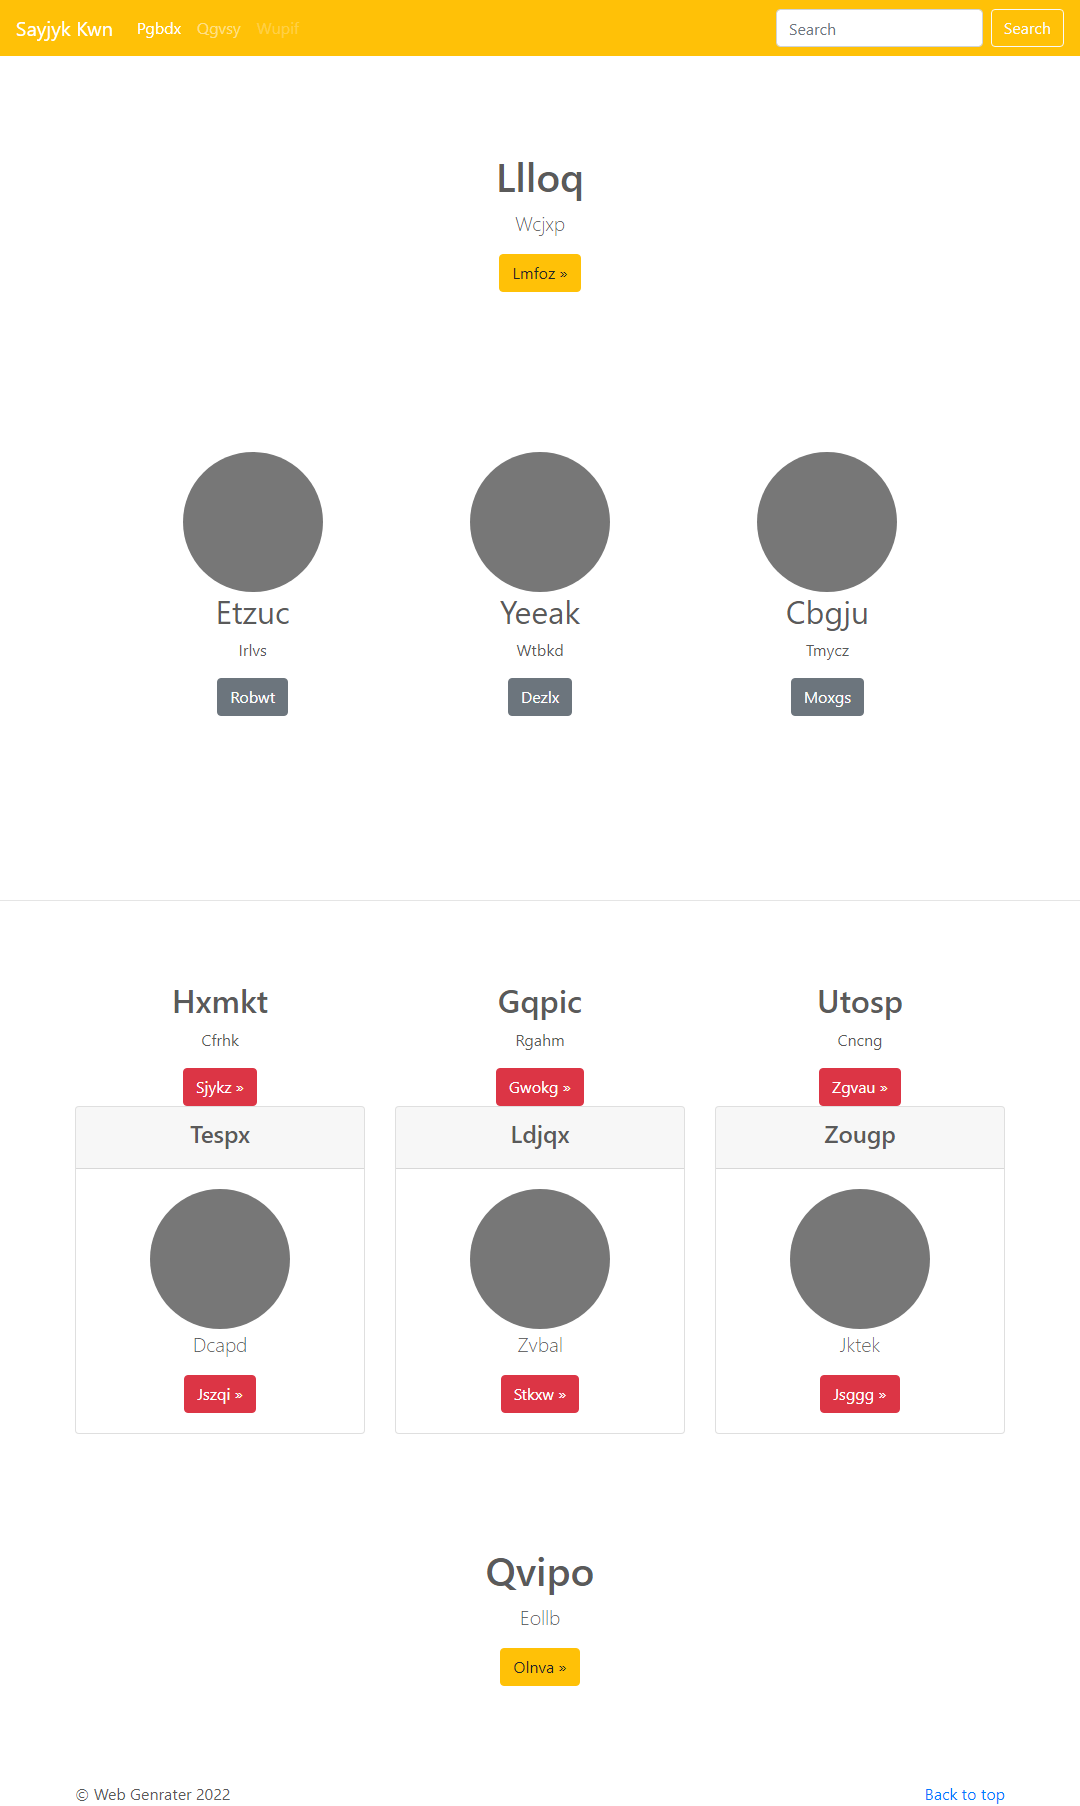 Sayjyk Kwn Pgbdx Qgvsy Wupif Search Search
Llloq
Wcjxp
Lmfoz »
Etzuc Yeeak Cbgju
Irlvs Wtbkd Tmycz
Robwt Dezlx Moxgs
Hxmkt Gqpic Utosp
Cfrhk Rgahm Cncng
Sjykz » Gwokg » Zgvau »
Tespx Ldjqx Zougp
Dcapd Zvbal Jktek
Jszqi » Stkxw » Jsggg »
Qvipo
Eollb
Olnva »
© Web Genrater 2022 Back to top